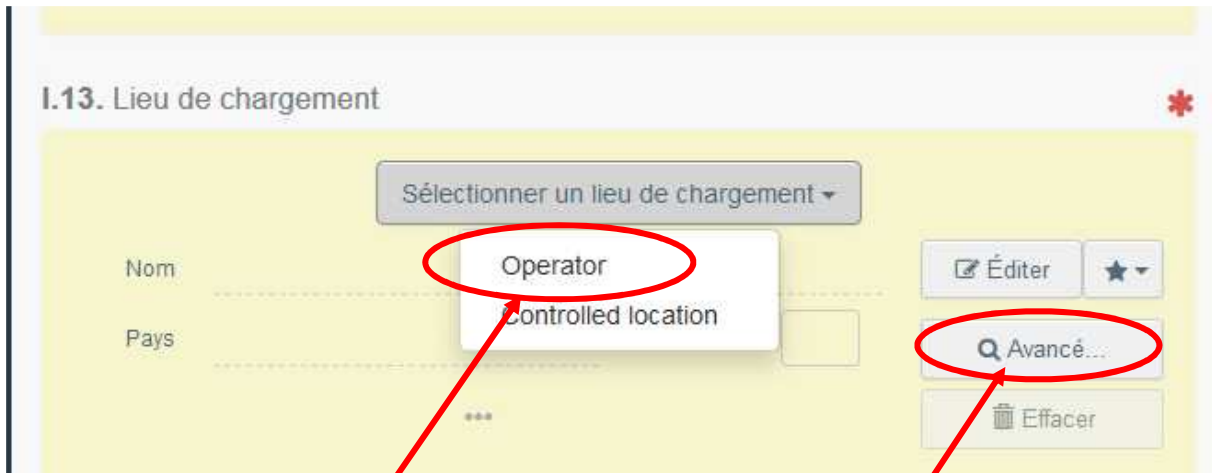 I.13. Lieu de chargement *
Sélectionner un lieu de chargement
Nom
Operator
Éditer
Controlled location
Pays
Avancé...
•••
Effacer